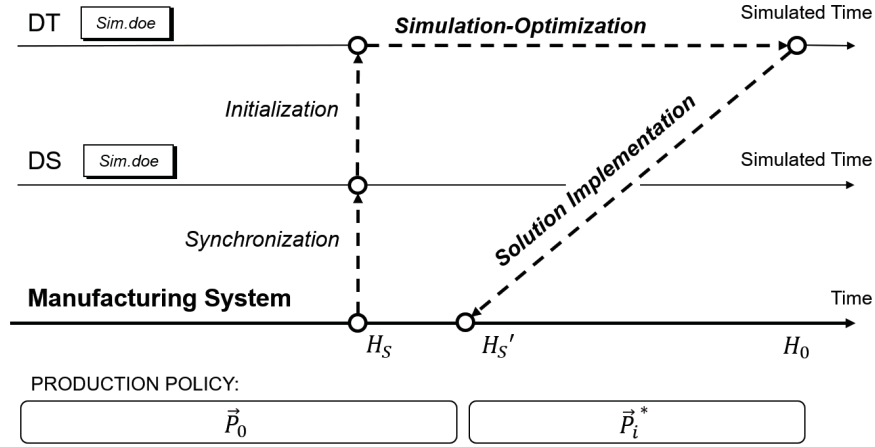 DT
Sim.doe
Simulation-Optimization
Simulated Time
Initialization
DS
Sim.doe
Simulated Time
Solution Implementation
Synchronization
Manufacturing System
Time
H_S
H_S'
H_0
PRODUCTION POLICY:
P⃗_0
P⃗_i^*